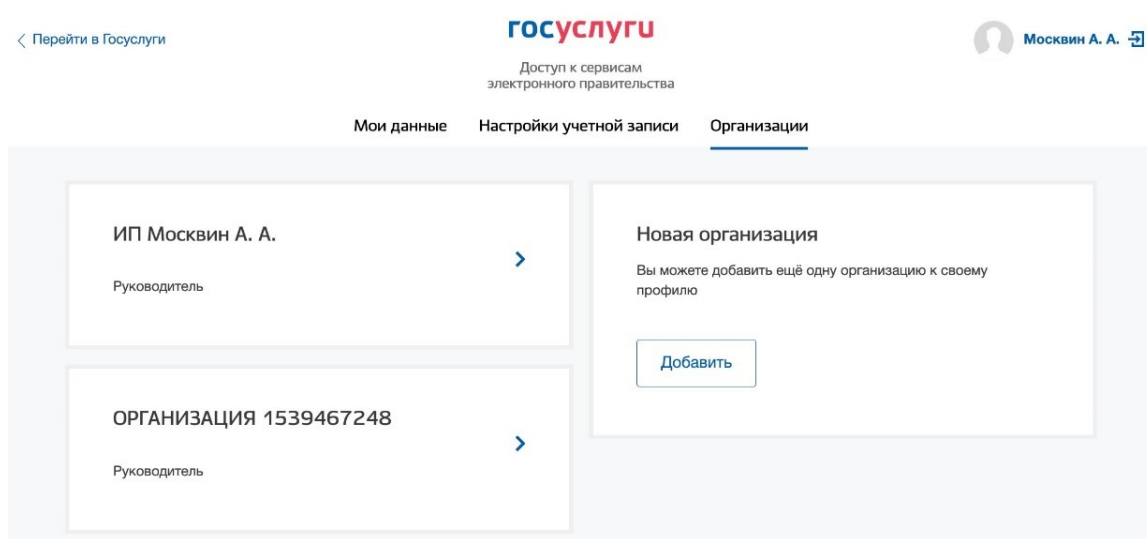 Перейти в Госуслуги
госуслуги
Москвин А. А.
Доступ к сервисам
электронного правительства
Мои данные Настройки учетной записи Организации
ИП Москвин А. А.
Руководитель
Новая организация
Вы можете добавить ещё одну организацию к своему
профилю
Добавить
ОРГАНИЗАЦИЯ 1539467248
Руководитель